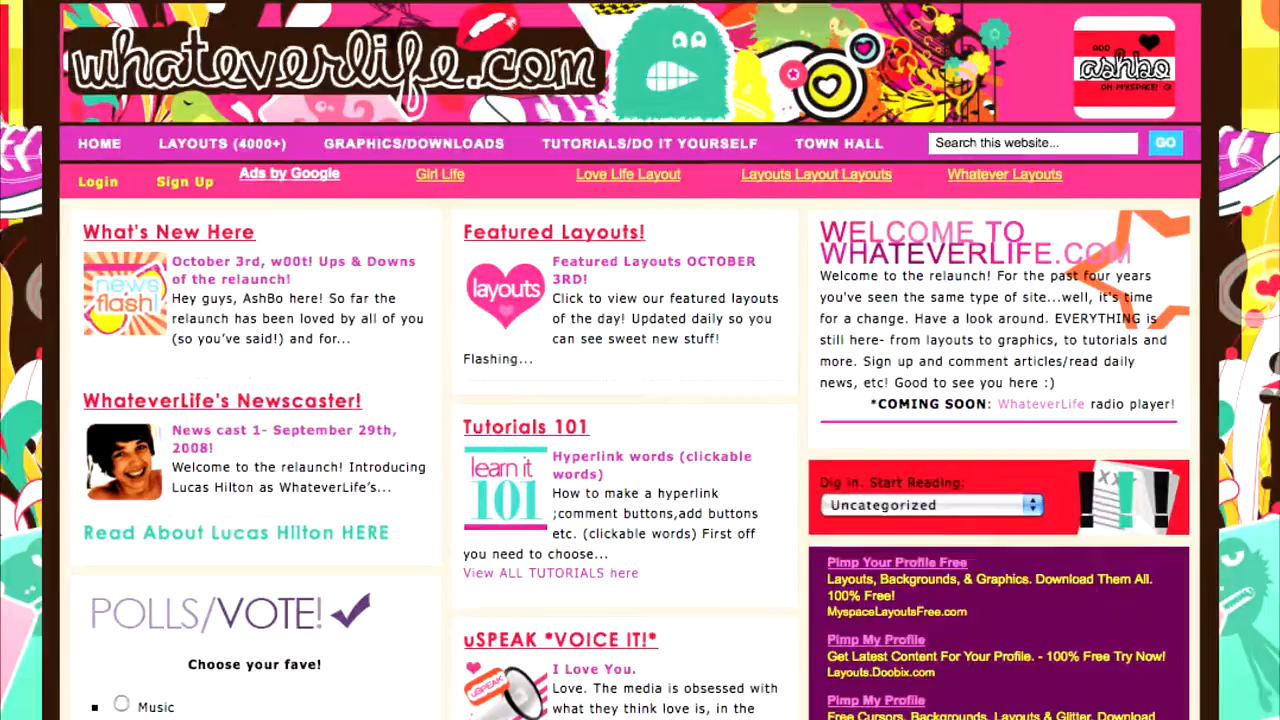 whateverlife.com
ADD
ashbo
ON MYSPACE!
HOME LAYOUTS (4000+) GRAPHICS/DOWNLOADS TUTORIALS/DO IT YOURSELF TOWN HALL Search this website... GO
Login Sign Up Ads by Google Girl Life Love Life Layout Layouts Layout Layouts Whatever Layouts
What's New Here
news
flash!
October 3rd, w00t! Ups & Downs
of the relaunch!
Hey guys, AshBo here! So far the
relaunch has been loved by all of you
(so you’ve said!) and for...
WhateverLife's Newscaster!
News cast 1- September 29th,
2008!
Welcome to the relaunch! Introducing
Lucas Hilton as WhateverLife’s...
Read About Lucas HIlton HERE
POLLS/VOTE!
Choose your fave!
Music
Featured Layouts!
layouts
Featured Layouts OCTOBER
3RD!
Click to view our featured layouts
of the day! Updated daily so you
can see sweet new stuff!
Flashing...
Tutorials 101
learn it
101
Hyperlink words (clickable
words)
How to make a hyperlink
;comment buttons,add buttons
etc. (clickable words) First off
you need to choose...
View ALL TUTORIALS here
uSPEAK *VOICE IT!*
uSPEAK
I Love You.
Love. The media is obsessed with
what they think love is, in the
WELCOME TO
WHATEVERLIFE.COM
Welcome to the relaunch! For the past four years
you've seen the same type of site...well, it's time
for a change. Have a look around. EVERYTHING is
still here- from layouts to graphics, to tutorials and
more. Sign up and comment articles/read daily
news, etc! Good to see you here :)
*COMING SOON: WhateverLife radio player!
Dig in. Start Reading:
Uncategorized
Pimp Your Profile Free
Layouts, Backgrounds, & Graphics. Download Them All.
100% Free!
MyspaceLayoutsFree.com
Pimp My Profile
Get Latest Content For Your Profile. - 100% Free Try Now!
Layouts.Doobix.com
Pimp My Profile
Free Cursors, Backgrounds, Layouts & Glitter. Download